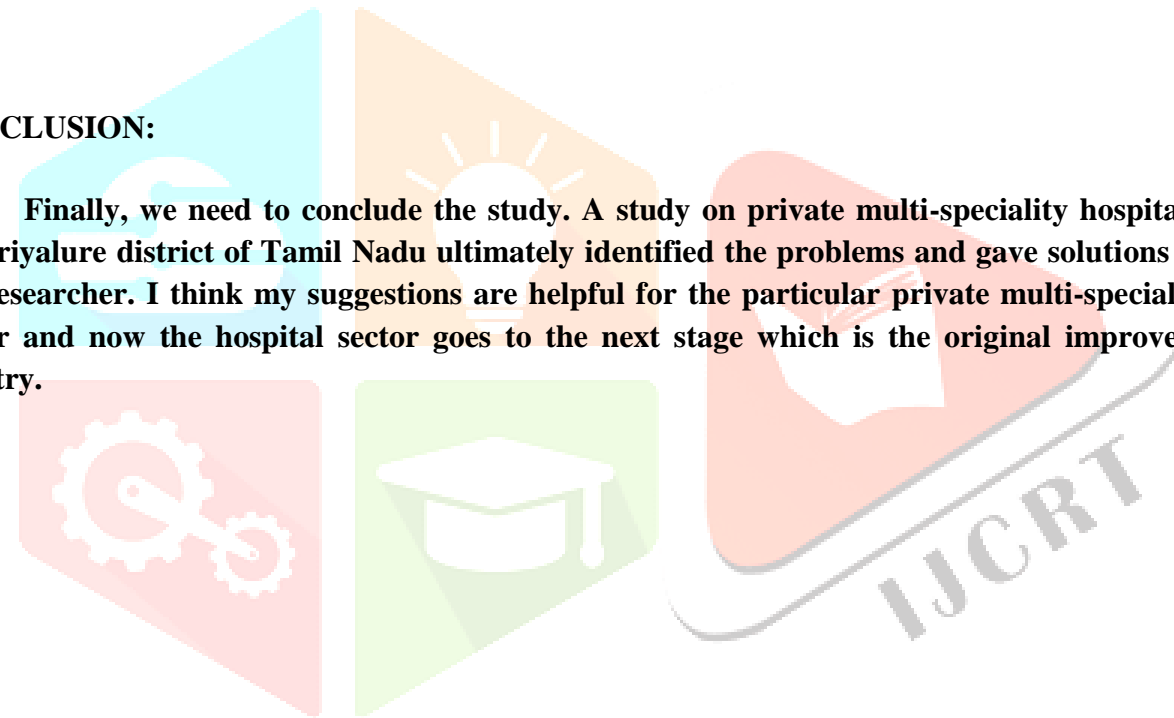 CLUSION:
Finally, we need to conclude the study. A study on private multi-speciality hospita
riyalure district of Tamil Nadu ultimately identified the problems and gave solutions
esearcher. I think my suggestions are helpful for the particular private multi-special
r and now the hospital sector goes to the next stage which is the original improve
try.
IJCRT